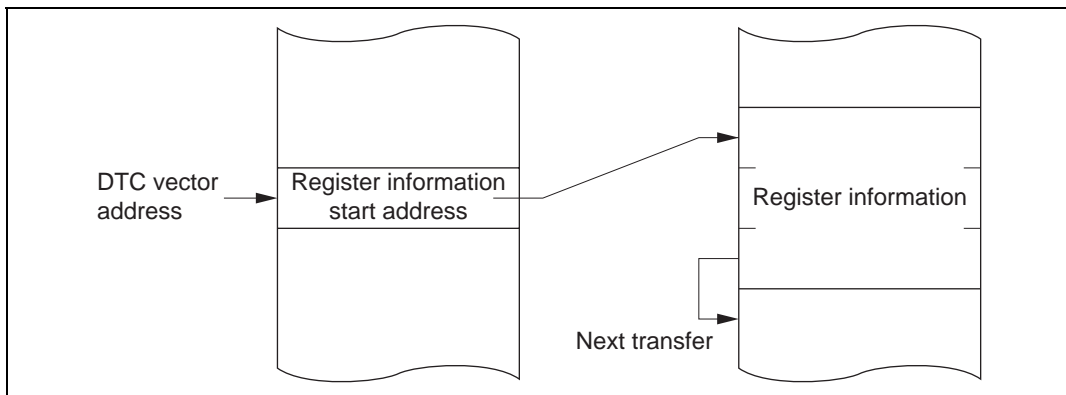 DTC vector
address
Register information
start address
Register information
Next transfer